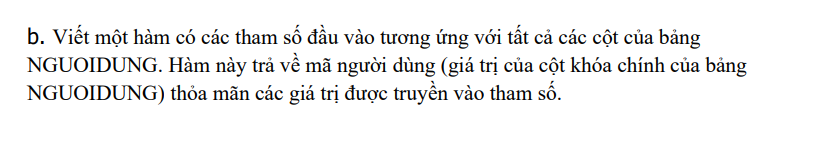 b. Viết một hàm có các tham số đầu vào tương ứng với tất cả các cột của bảng
NGUOIDUNG. Hàm này trả về mã người dùng (giá trị của cột khóa chính của bảng
NGUOIDUNG) thỏa mãn các giá trị được truyền vào tham số.